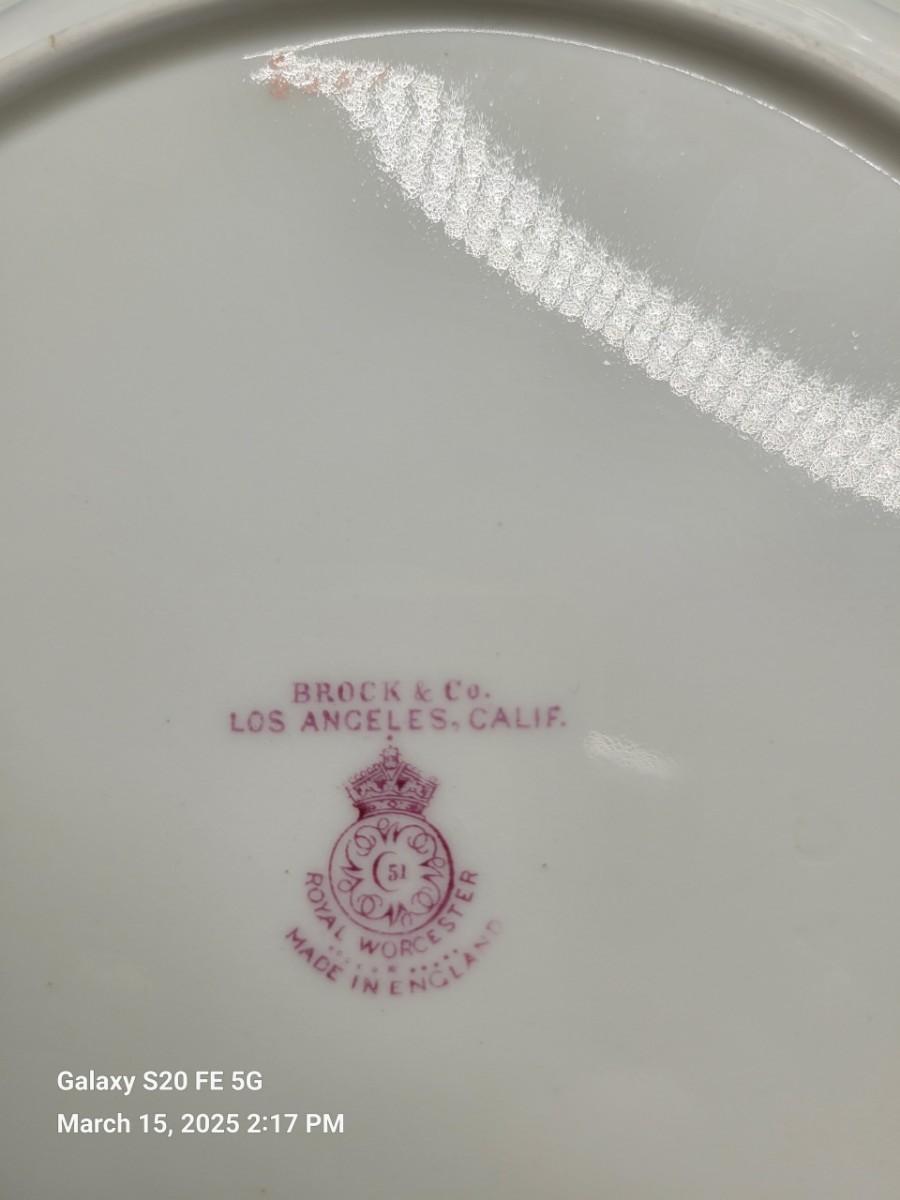 BROCK & Co.
LOS ANGELES, CALIF.
51
ROYAL WORCESTER
MADE IN ENGLAND
Galaxy S20 FE 5G
March 15, 2025 2:17 PM